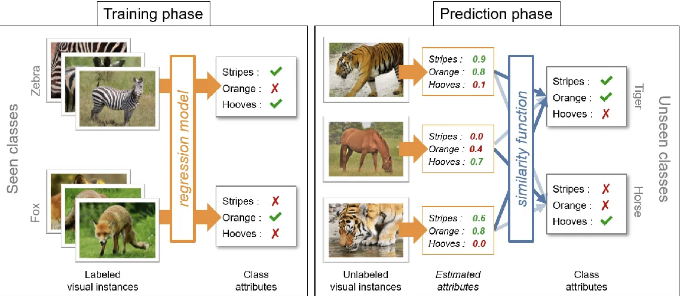 Training phase
Prediction phase
Seen classes
Zebra
Fox
regression model
Stripes :
Orange :
Hooves :
Stripes :
Orange :
Hooves :
Labeled
visual instances
Class
attributes
Stripes : 0.9
Orange : 0.8
Hooves : 0.1
Stripes : 0.0
Orange : 0.4
Hooves : 0.7
Stripes : 0.6
Orange : 0.8
Hooves : 0.0
similarity function
Stripes :
Orange :
Hooves :
Stripes :
Orange :
Hooves :
Tiger
Horse
Unseen classes
Unlabeled
visual instances
Estimated
attributes
Class
attributes